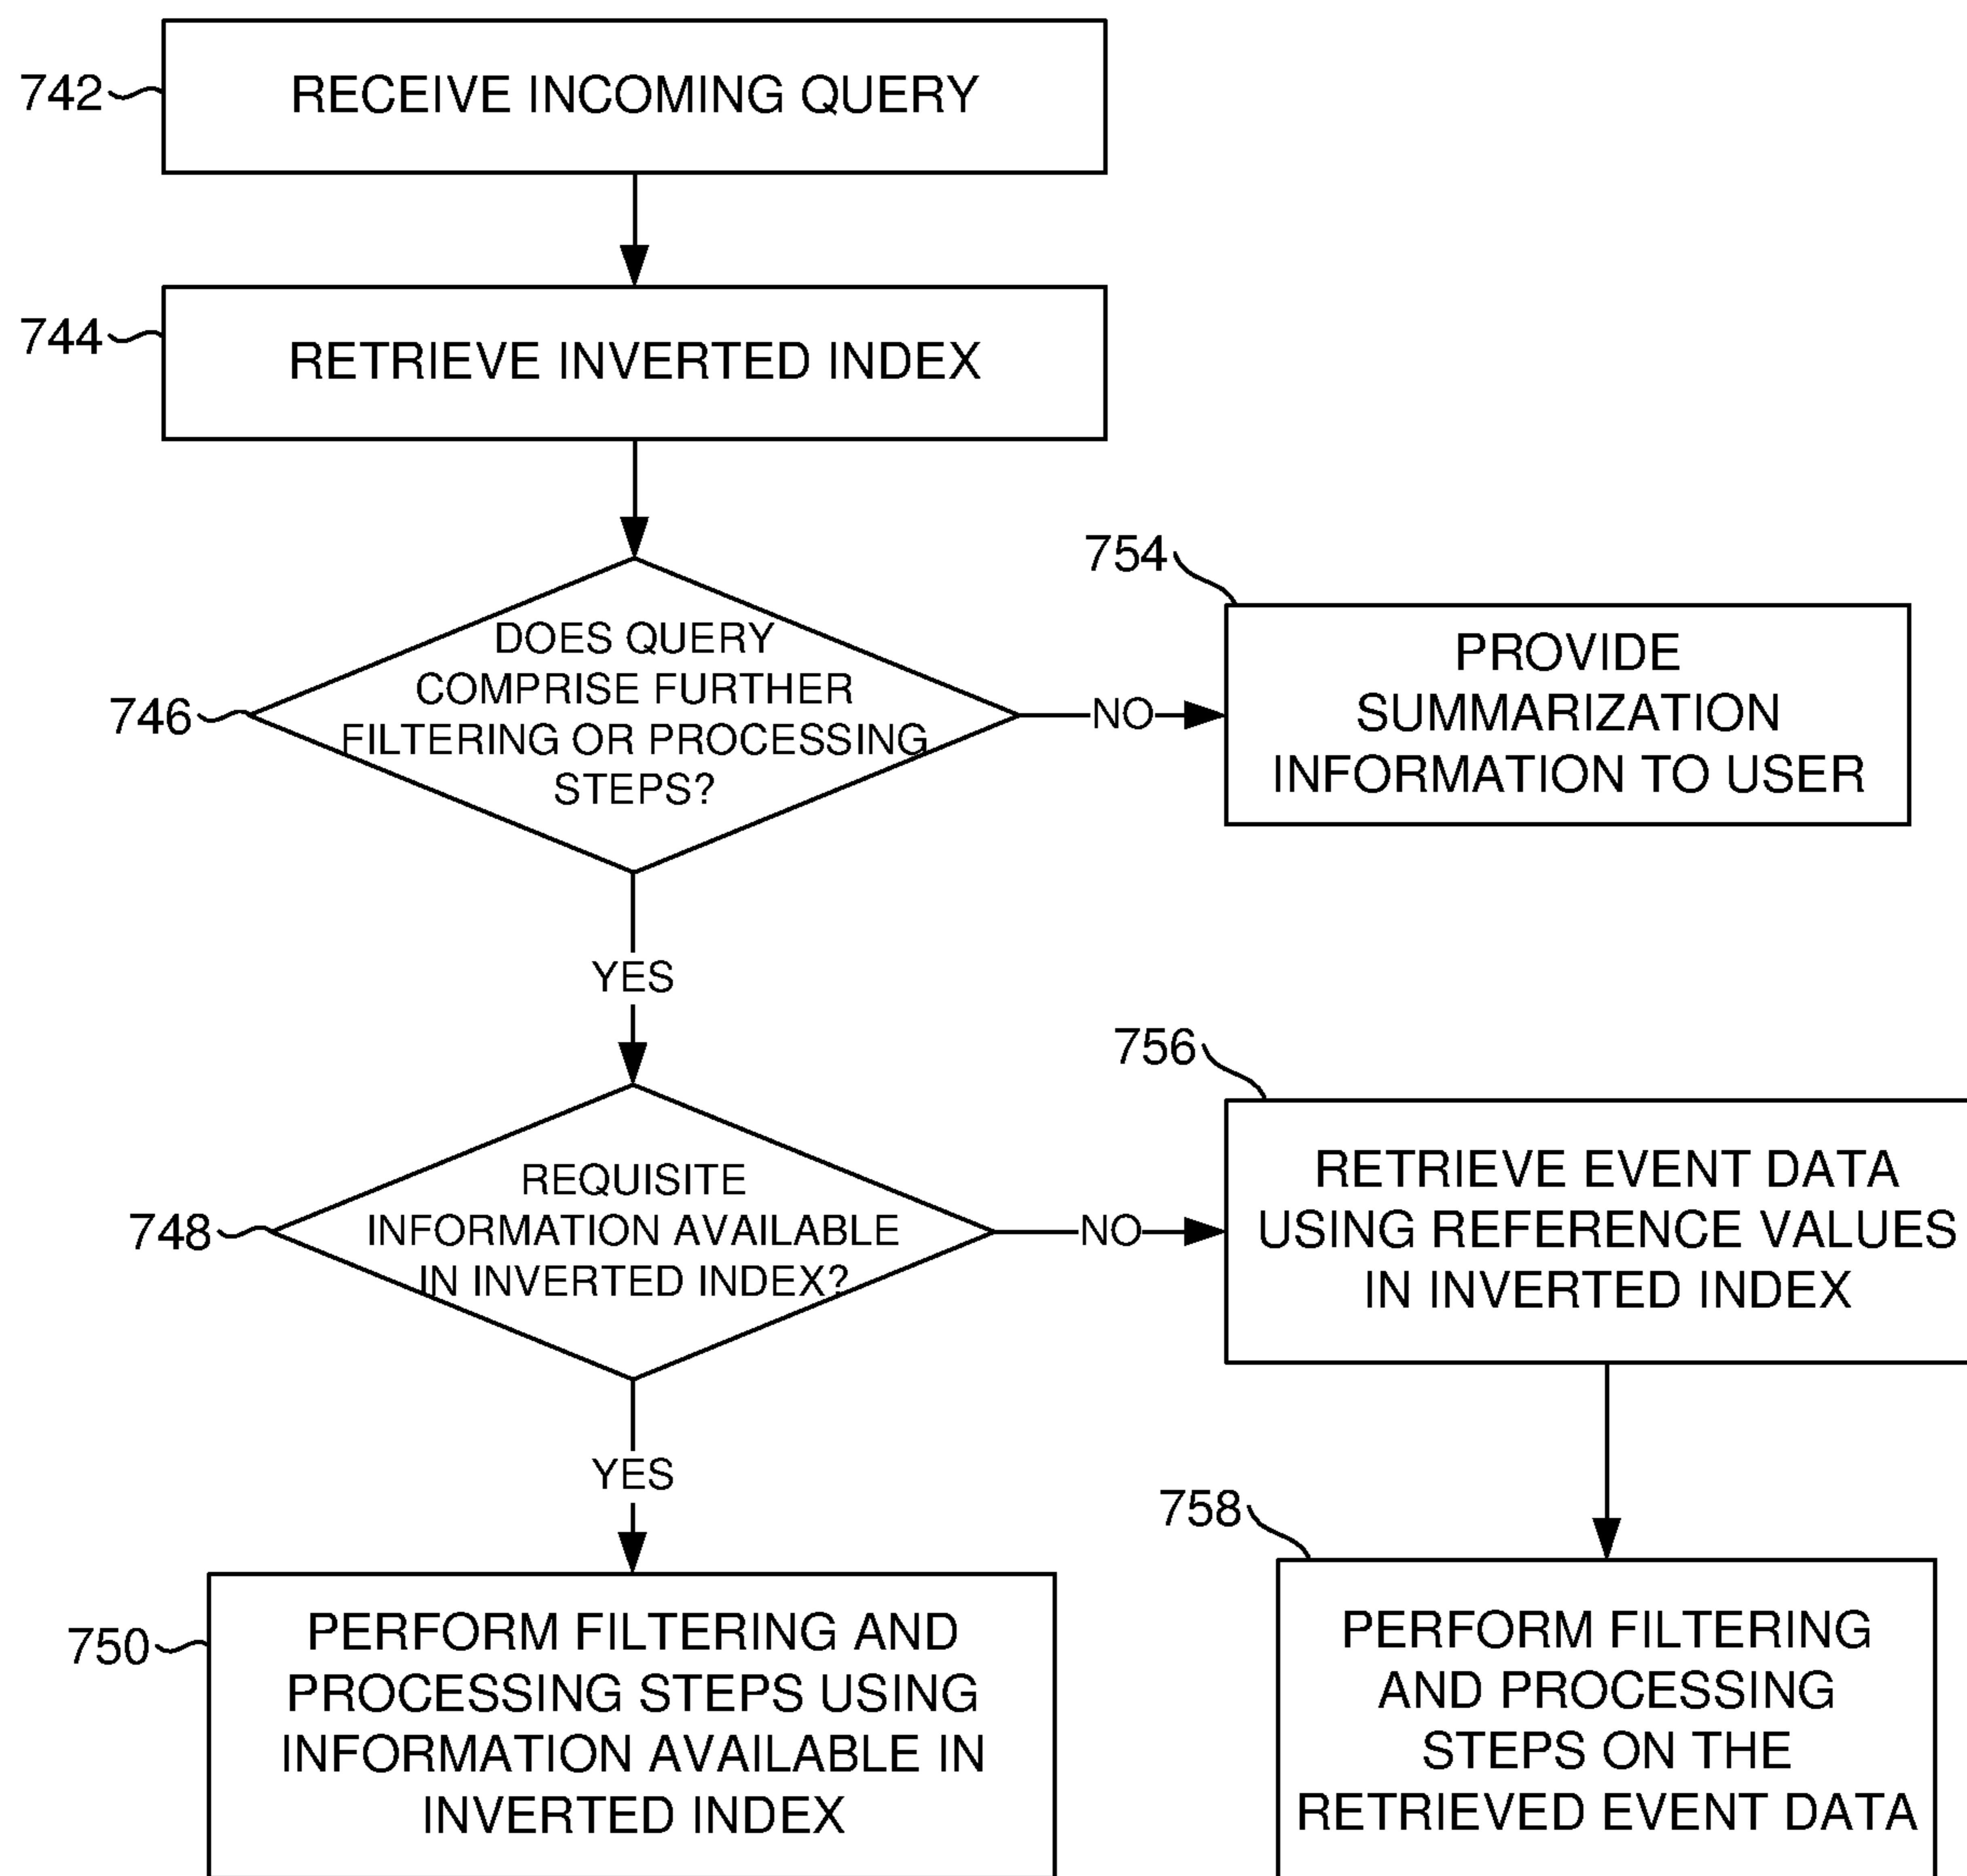 742
RECEIVE INCOMING QUERY
744
RETRIEVE INVERTED INDEX
746
DOES QUERY
COMPRISE FURTHER
FILTERING OR PROCESSING
STEPS?
NO
754
PROVIDE
SUMMARIZATION
INFORMATION TO USER
YES
748
REQUISITE
INFORMATION AVAILABLE
IN INVERTED INDEX?
NO
756
RETRIEVE EVENT DATA
USING REFERENCE VALUES
IN INVERTED INDEX
YES
750
PERFORM FILTERING AND
PROCESSING STEPS USING
INFORMATION AVAILABLE IN
INVERTED INDEX
758
PERFORM FILTERING
AND PROCESSING
STEPS ON THE
RETRIEVED EVENT DATA